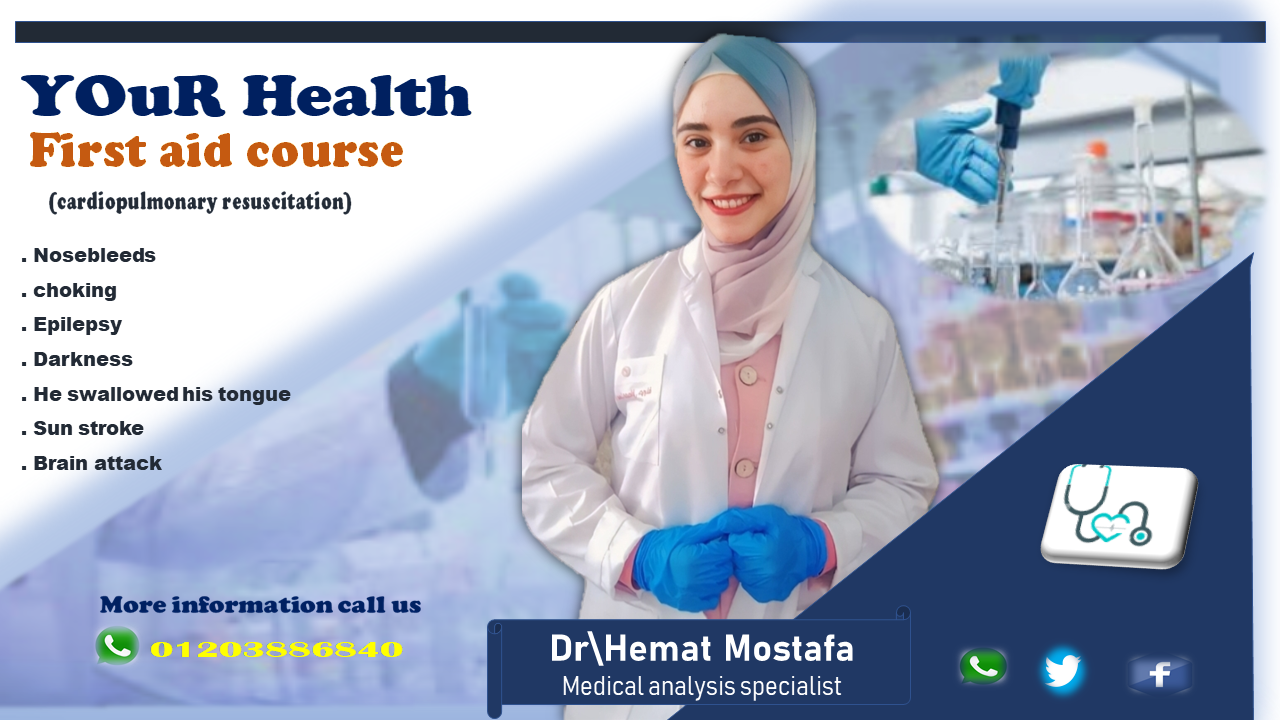 YOuR Health
First aid course
(cardiopulmonary resuscitation)
. Nosebleeds
. choking
. Epilepsy
. Darkness
. He swallowed his tongue
. Sun stroke
. Brain attack
More information call us
01203886840
Dr\Hemat Mostafa
Medical analysis specialist